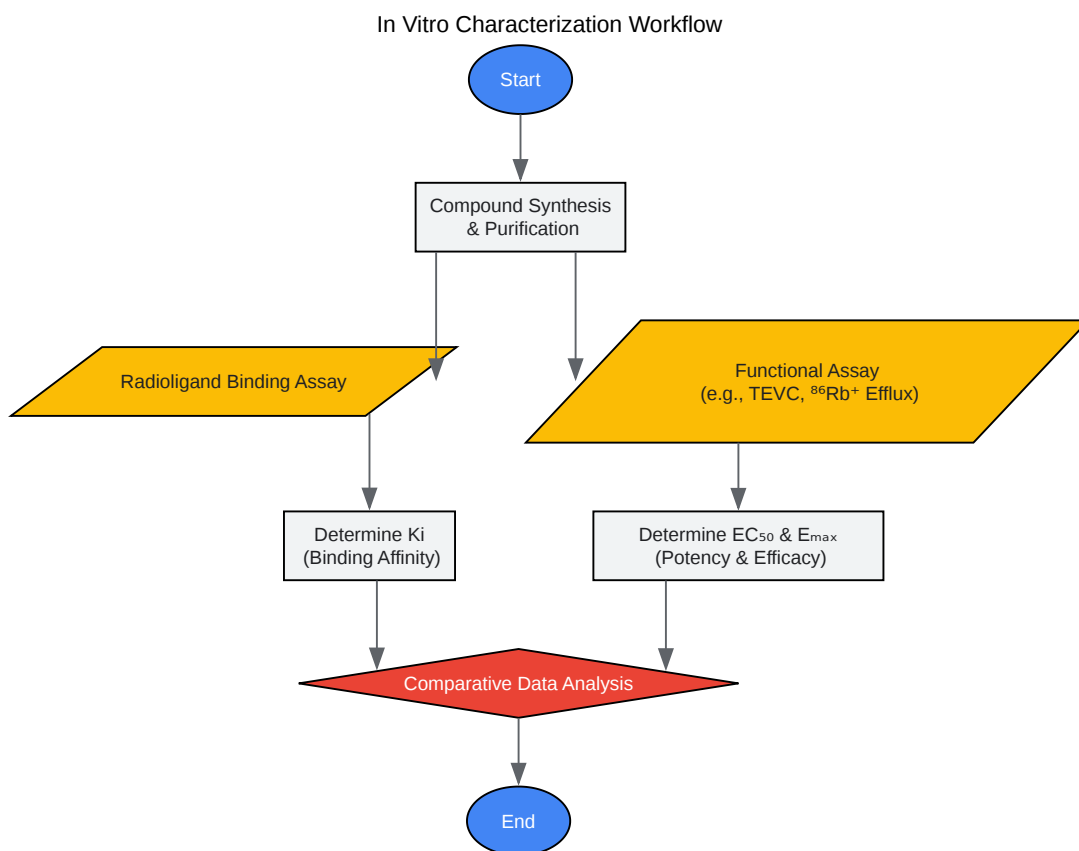 In Vitro Characterization Workflow
Start
Compound Synthesis
& Purification
Radioligand Binding Assay
Functional Assay
(e.g., TEVC, ⁸⁶Rb⁺ Efflux)
Determine Ki
(Binding Affinity)
Determine EC₅₀ & Eₘₐₓ
(Potency & Efficacy)
Comparative Data Analysis
End